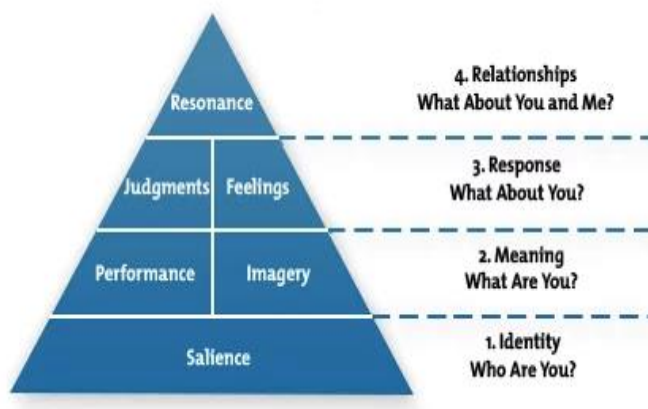 Resonance
4. Relationships
What About You and Me?
Judgments Feelings
3. Response
What About You?
Performance Imagery
2. Meaning
What Are You?
Salience
1. Identity
Who Are You?